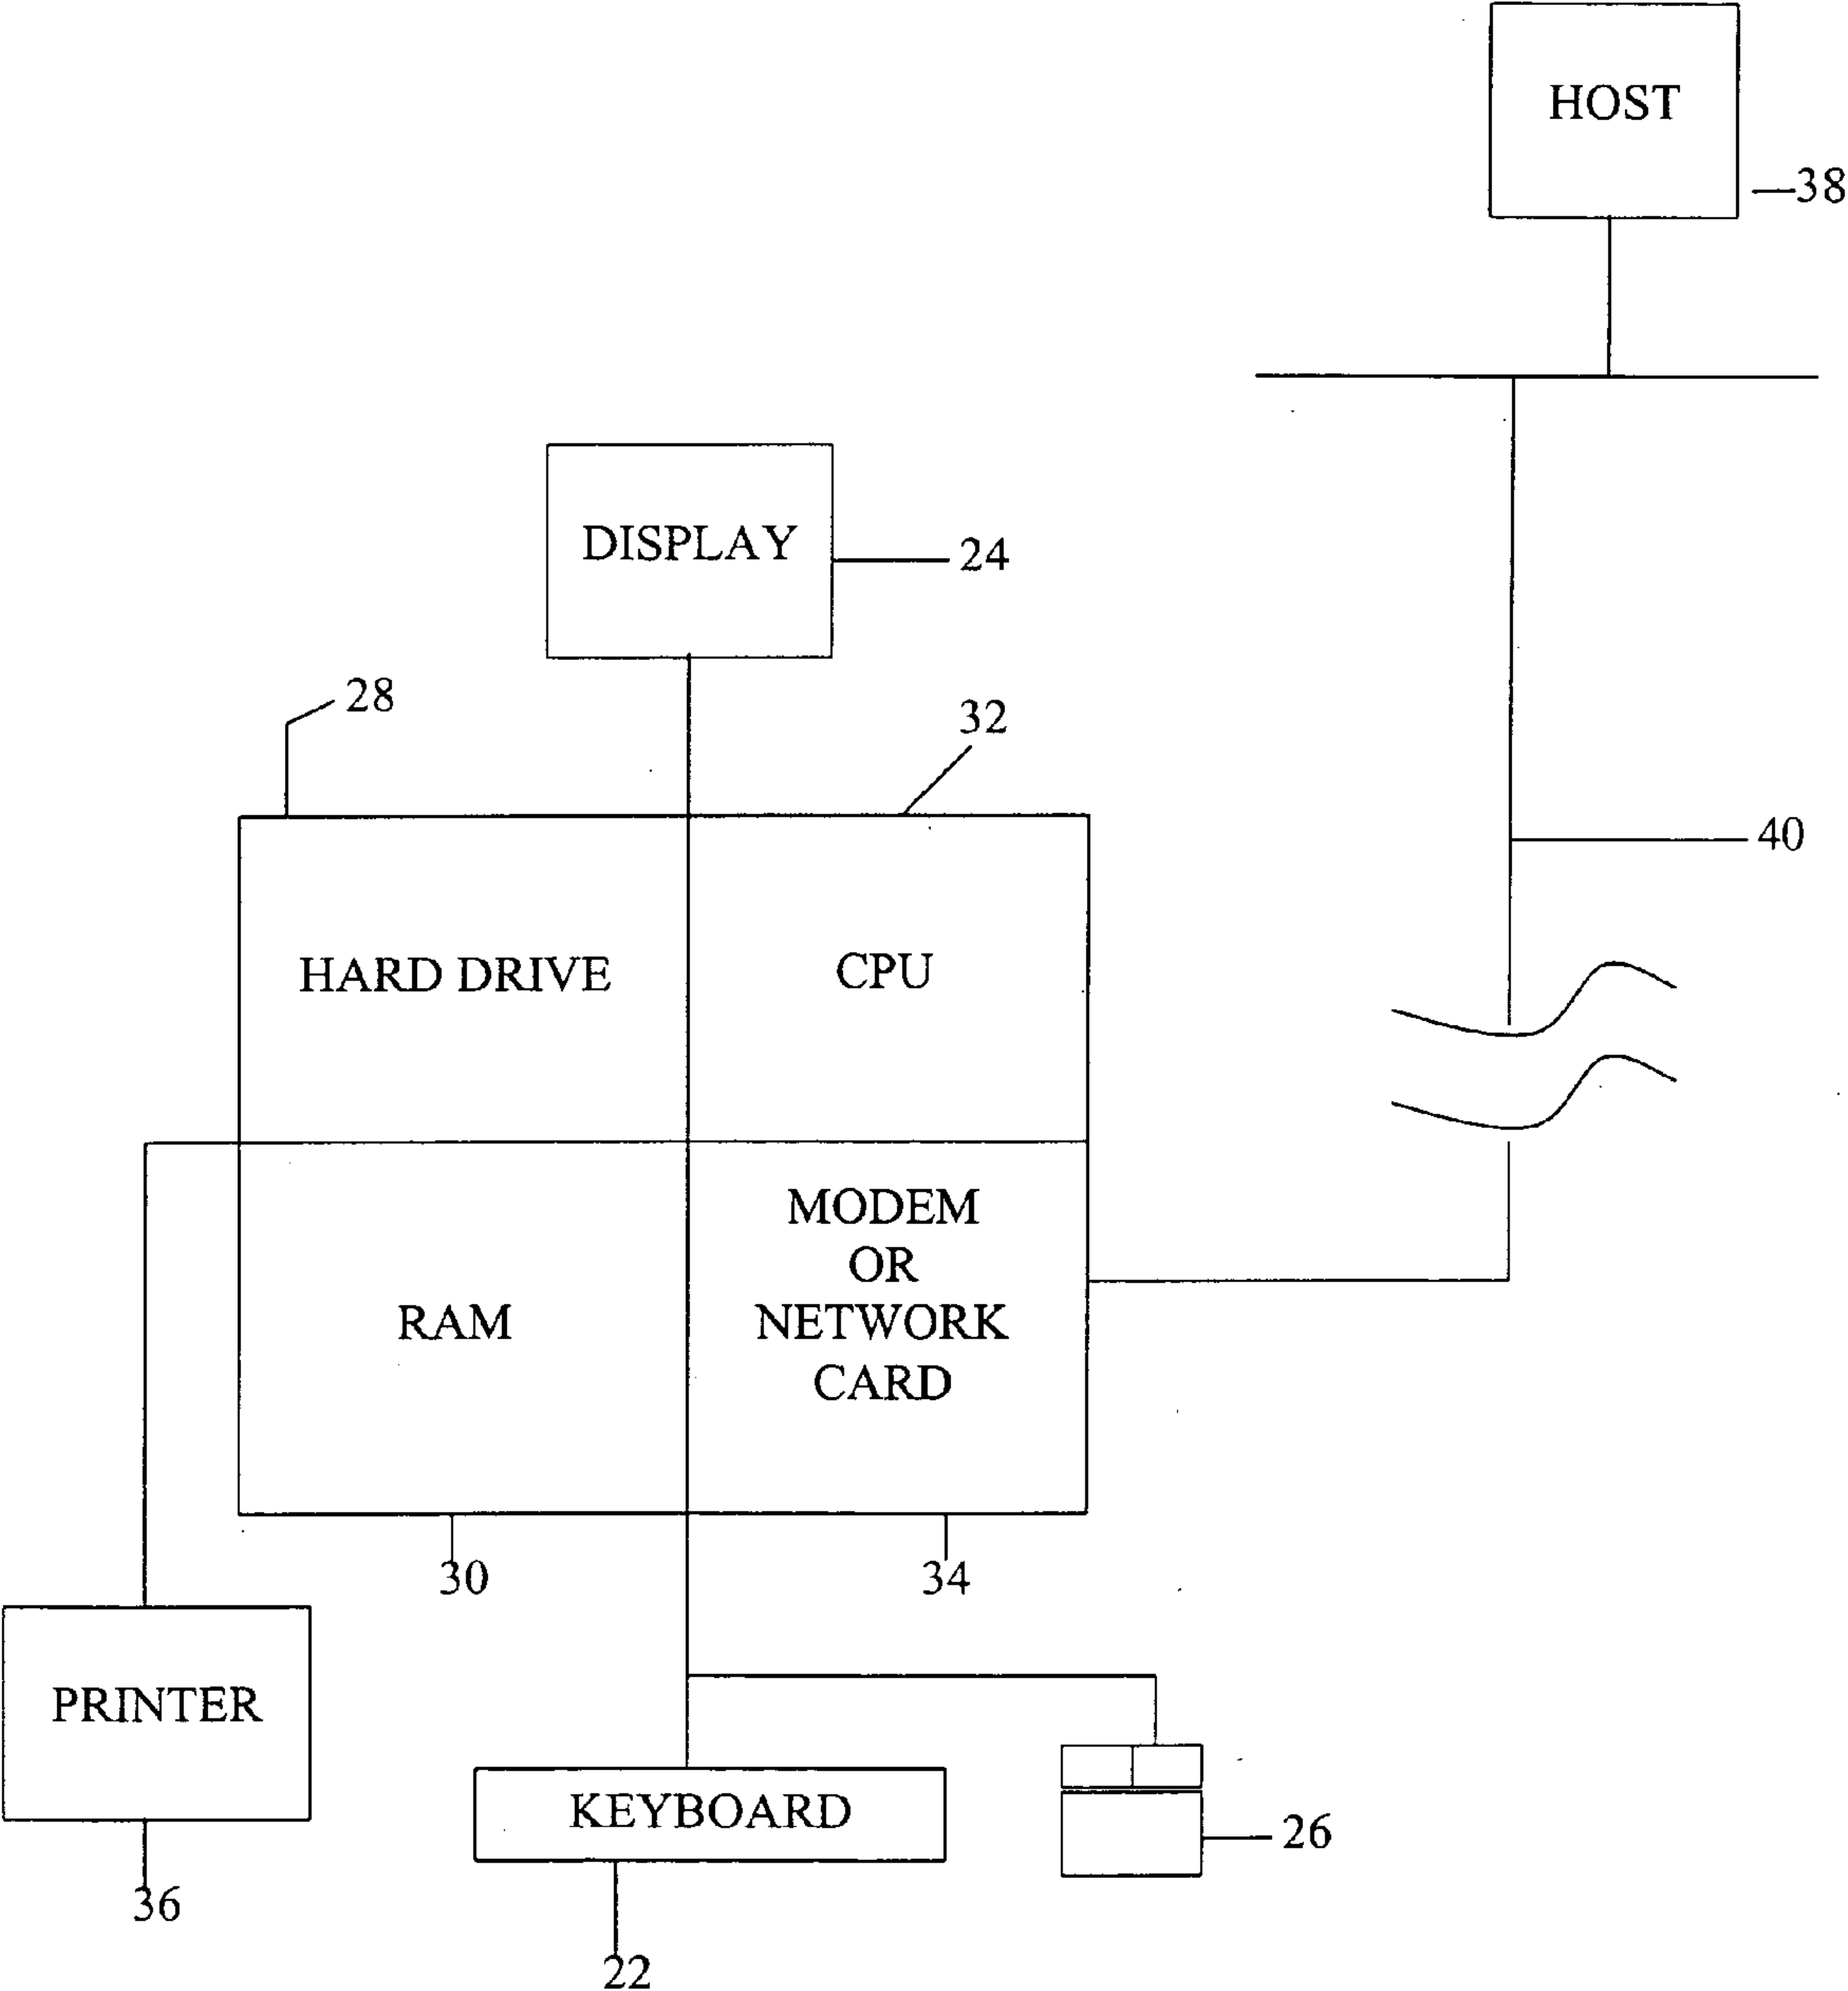 HOST
38
DISPLAY
24
28
32
40
HARD DRIVE
CPU
RAM
MODEM
OR
NETWORK
CARD
30
34
PRINTER
KEYBOARD
26
36
22